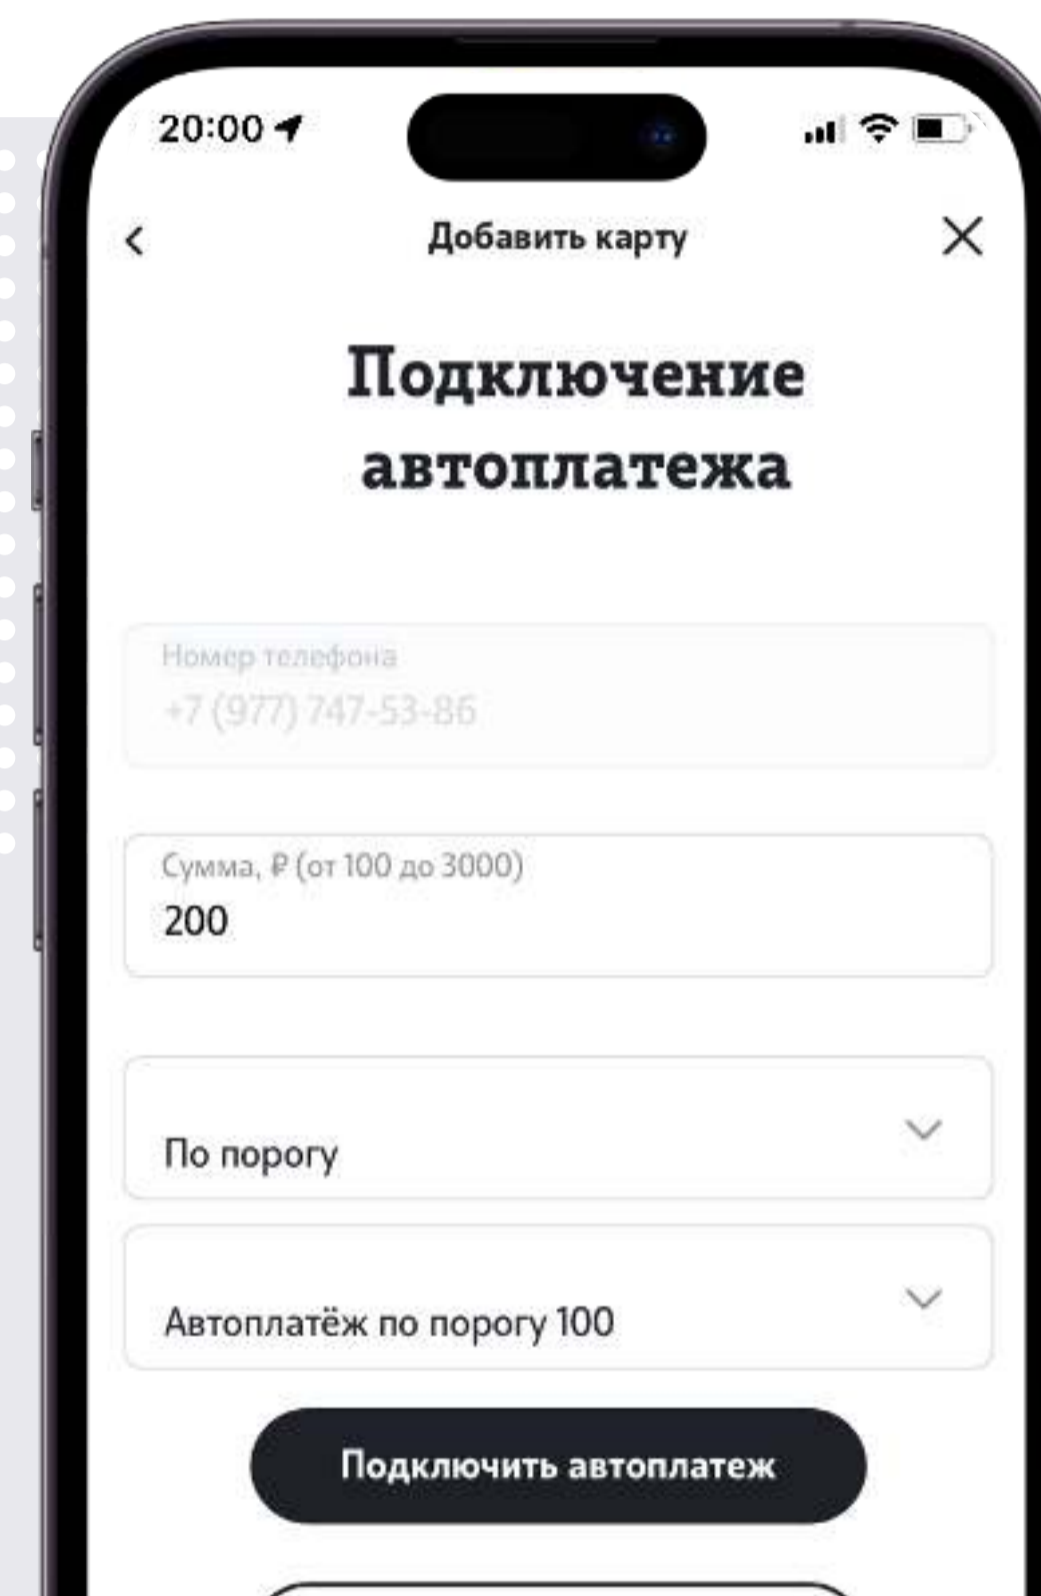 20:00
Добавить карту
Подключение
автоплатежа
Номер телефона
+7 (977) 747-53-86
Сумма, ₽ (от 100 до 3000)
200
По порогу
Автоплатёж по порогу 100
Подключить автоплатеж